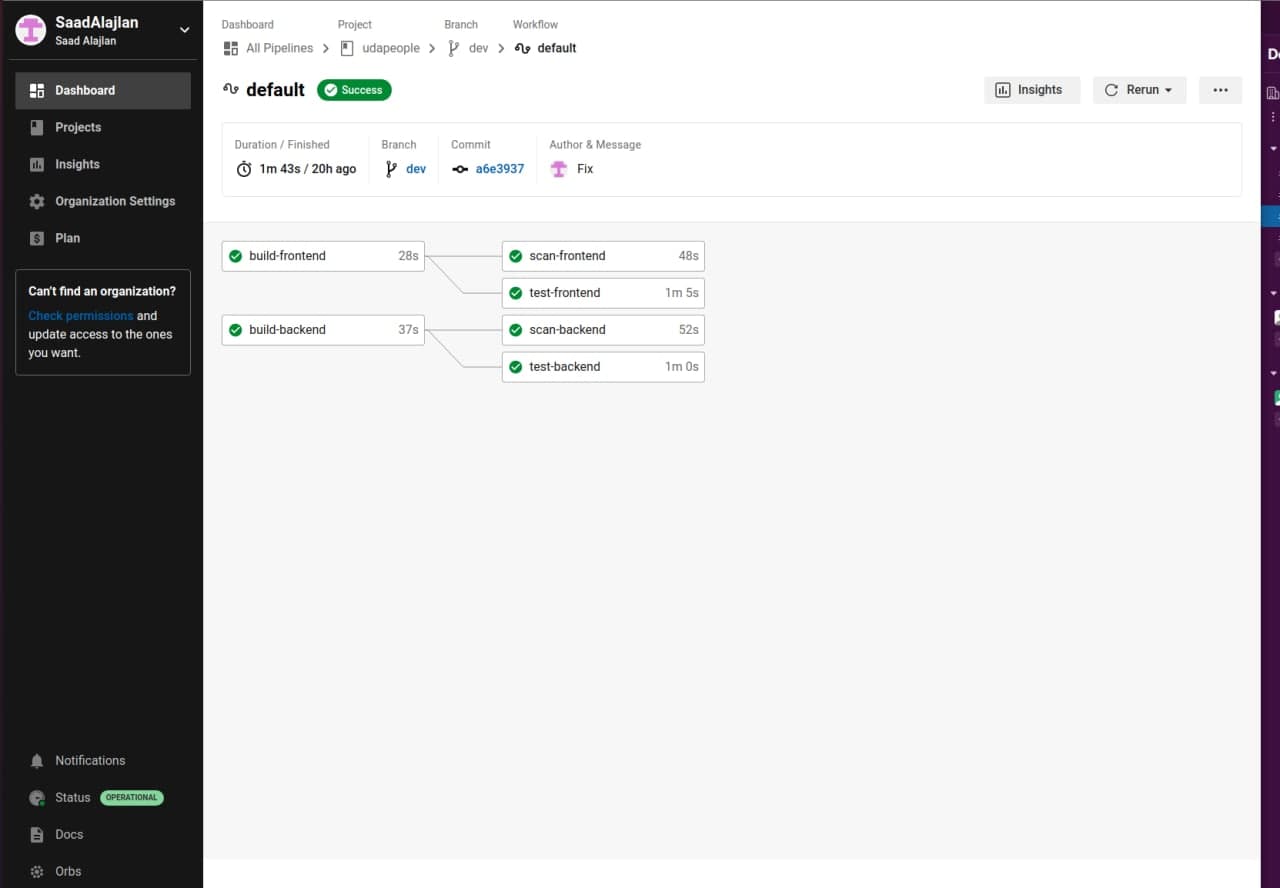 SaadAlajlan
Saad Alajlan
Dashboard
Projects
Insights
Organization Settings
Plan
Can't find an organization?
Check permissions and
update access to the ones
you want.
Notifications
Status OPERATIONAL
Docs
Orbs
Dashboard Project Branch Workflow
All Pipelines udapeople dev default
default Success
Insights Rerun
Duration / Finished Branch Commit Author & Message
1m 43s / 20h ago dev a6e3937 Fix
build-frontend 28s scan-frontend 48s
test-frontend 1m 5s
build-backend 37s scan-backend 52s
test-backend 1m 0s